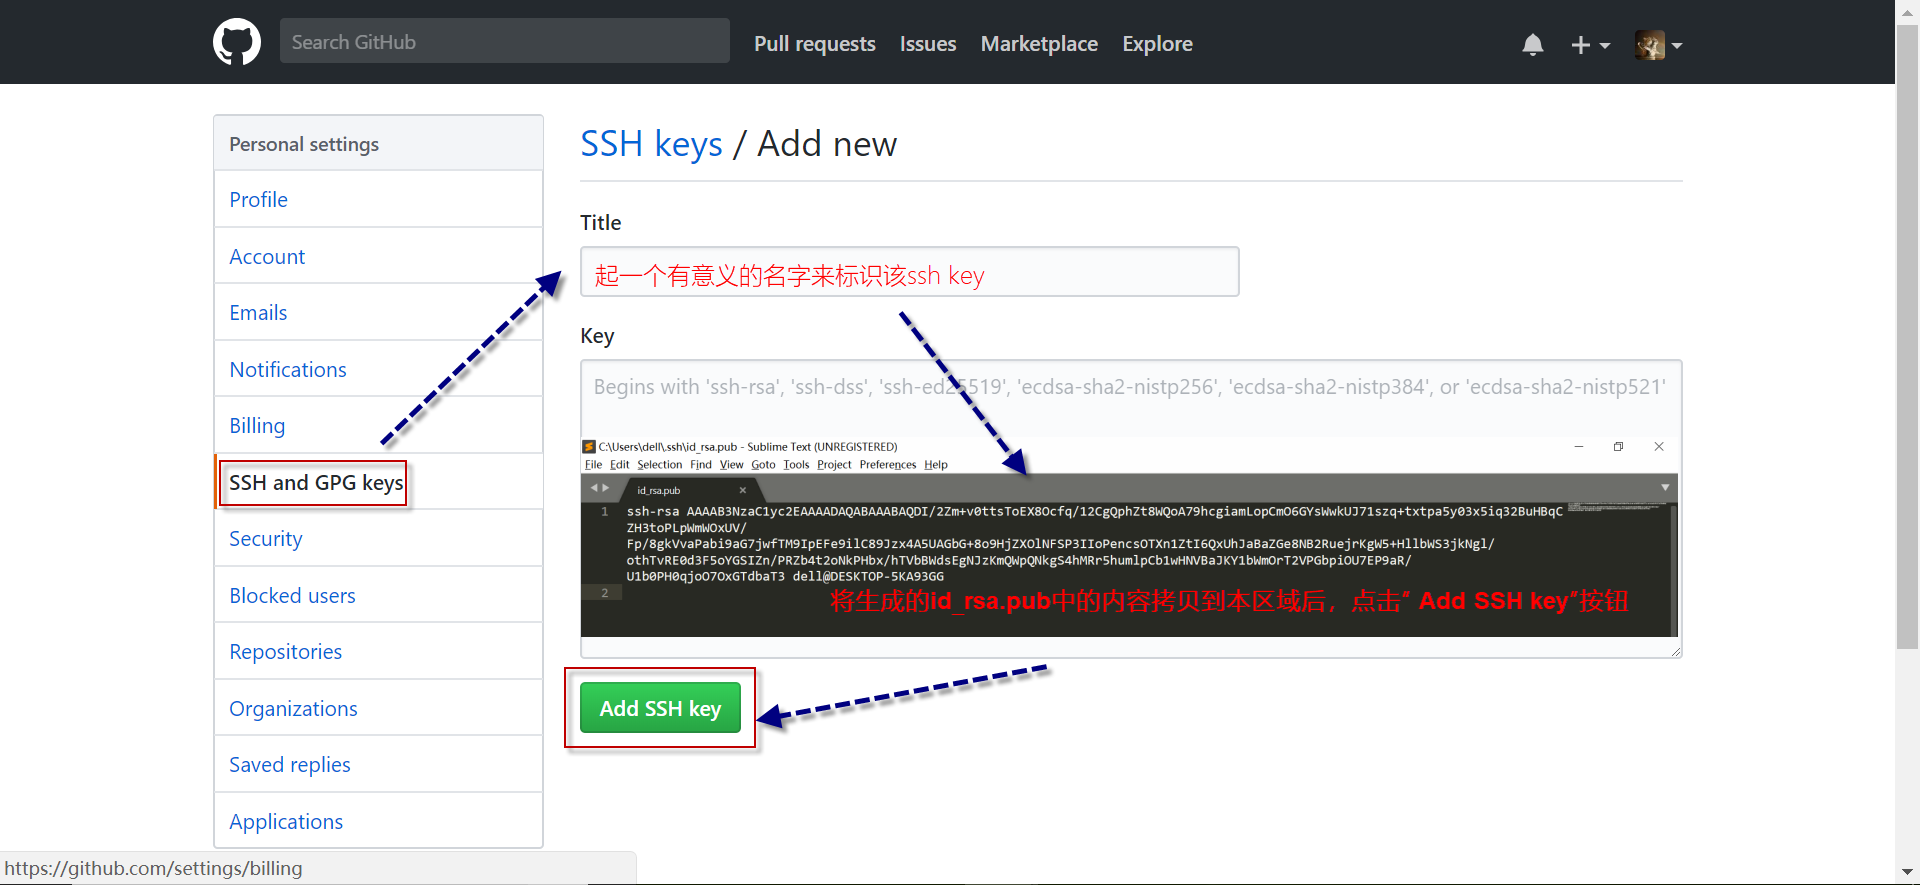 Search GitHub
Pull requests
Issues
Marketplace
Explore
Personal settings
Profile
Account
Emails
Notifications
Billing
SSH and GPG keys
Security
Blocked users
Repositories
Organizations
Saved replies
Applications
SSH keys / Add new
Title
起一个有意义的名字来标识该ssh key
Key
Begins with 'ssh-rsa', 'ssh-dss', 'ssh-ed25519', 'ecdsa-sha2-nistp256', 'ecdsa-sha2-nistp384', or 'ecdsa-sha2-nistp521'
C:\Users\dell\.ssh\id_rsa.pub - Sublime Text (UNREGISTERED)
File Edit Selection Find View Goto Tools Project Preferences Help
id_rsa.pub
1 ssh-rsa AAAAB3NzaC1yc2EAAAADAQABAAABAQDI/2Zm+v0ttsToEX8Ocfq/12CgQphZt8WQoA79hcgiamLopCmO6GYsWwkUJ71szq+txtpa5y03x5iq32BuHBqC
ZH3toPLpWmWOxUV/
Fp/8gkVvaPabi9aG7jwfTM9IpEFe9ilC89Jzx4A5UAGbG+8o9HjZXOlNFSP3IIoPencsOTXn1ZtI6QxUhJaBaZGe8NB2RuejrKgW5+HllbWS3jkNgl/
othTvRE0d3F5oYGSIZn/PRZb4t2oNkPHbx/hTVbBWdsEgNJzKmQWpQNkgS4hMRr5humlpCb1wHNVBaJKY1bWmOrT2VPGbpiOU7EP9aR/
U1b0PH0qjoO7OxGTdbaT3 dell@DESKTOP-5KA93GG
2
将生成的id_rsa.pub中的内容拷贝到本区域后，点击“ Add SSH key”按钮
Add SSH key
https://github.com/settings/billing